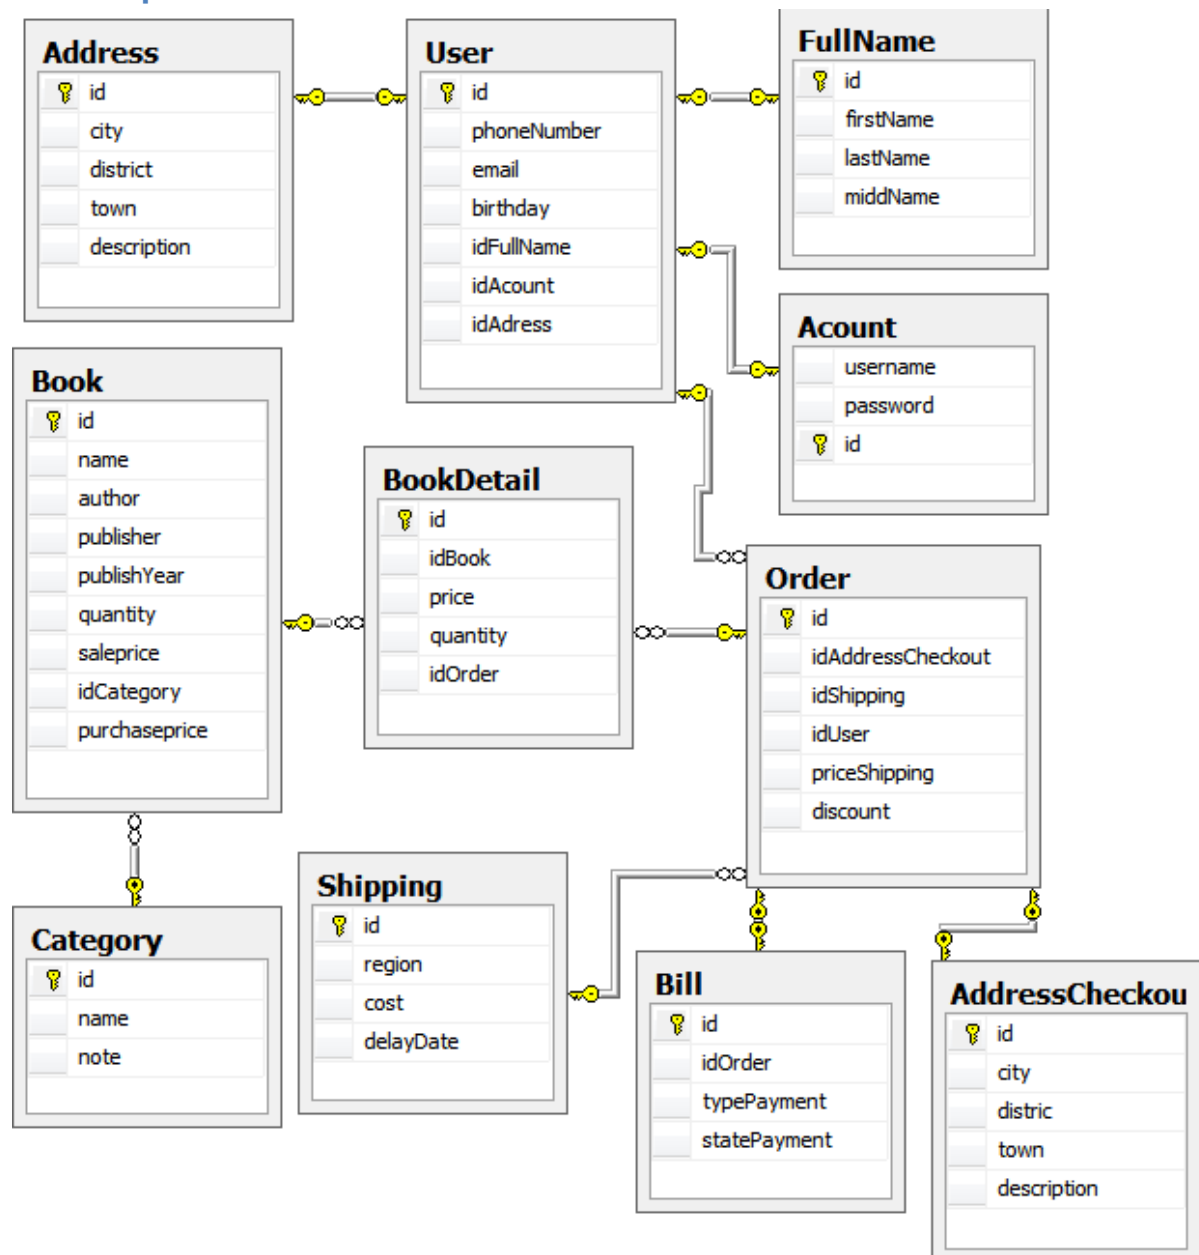 Address
id
city
district
town
description
User
id
phoneNumber
email
birthday
idFullName
idAcount
idAdress
FullName
id
firstName
lastName
middName
Acount
username
password
id
Book
id
name
author
publisher
publishYear
quantity
saleprice
idCategory
purchaseprice
BookDetail
id
idBook
price
quantity
idOrder
Order
id
idAddressCheckout
idShipping
idUser
priceShipping
discount
Category
id
name
note
Shipping
id
region
cost
delayDate
Bill
id
idOrder
typePayment
statePayment
AddressCheckou
id
city
distric
town
description